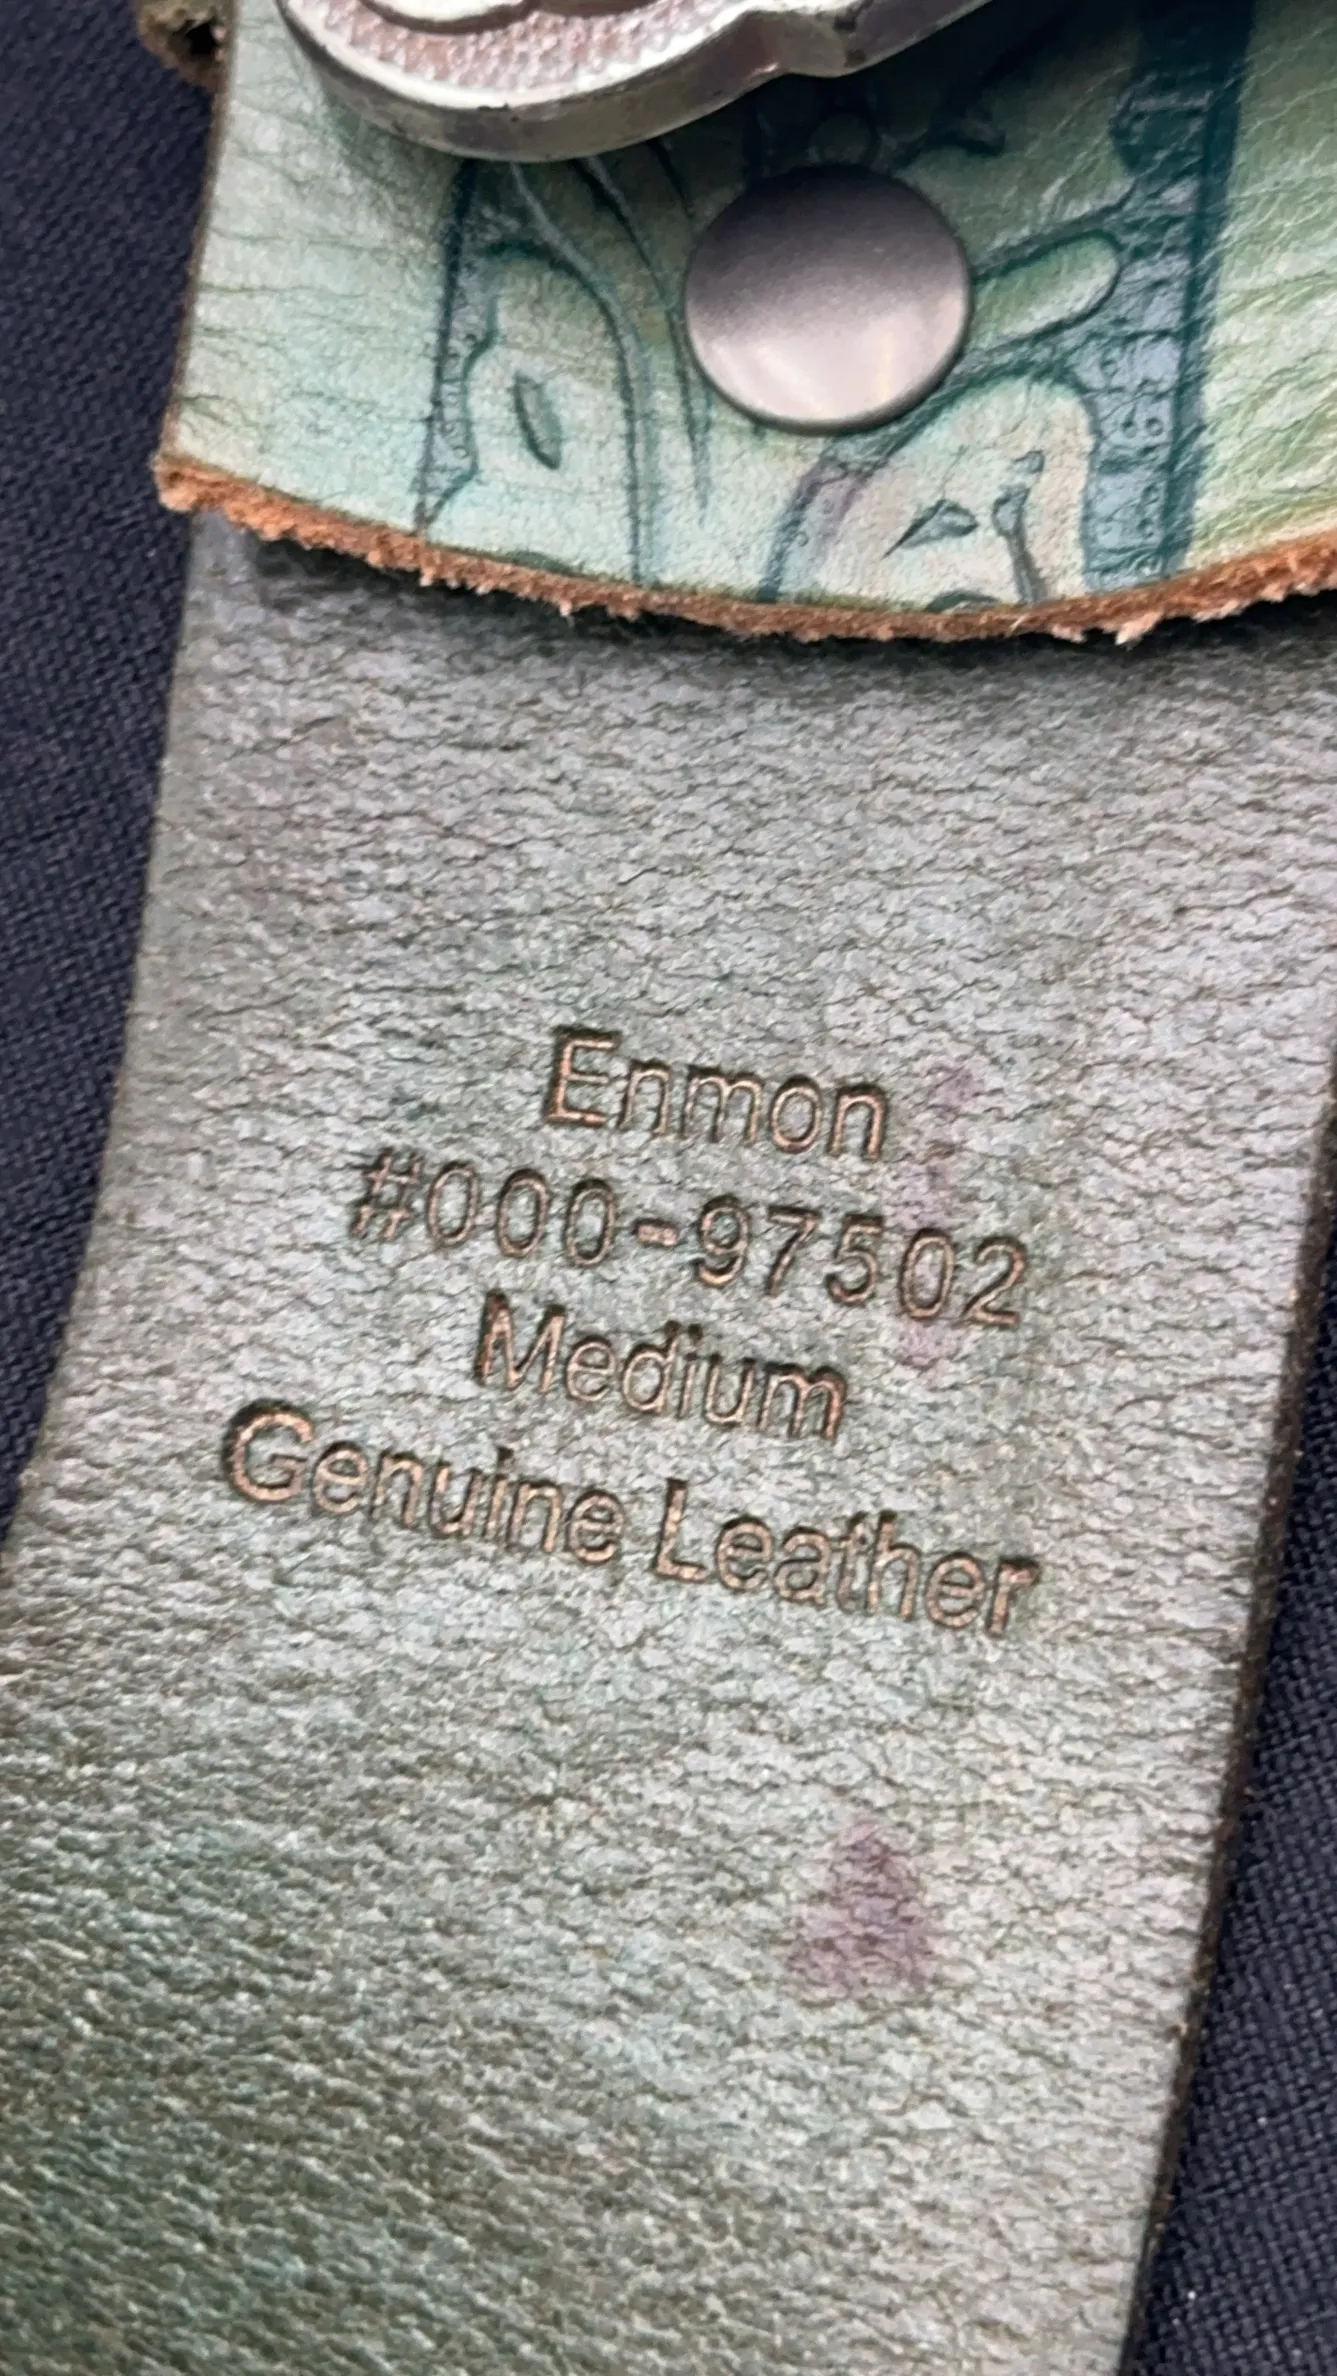 Enmon
#000-97502
Medium
Genuine Leather